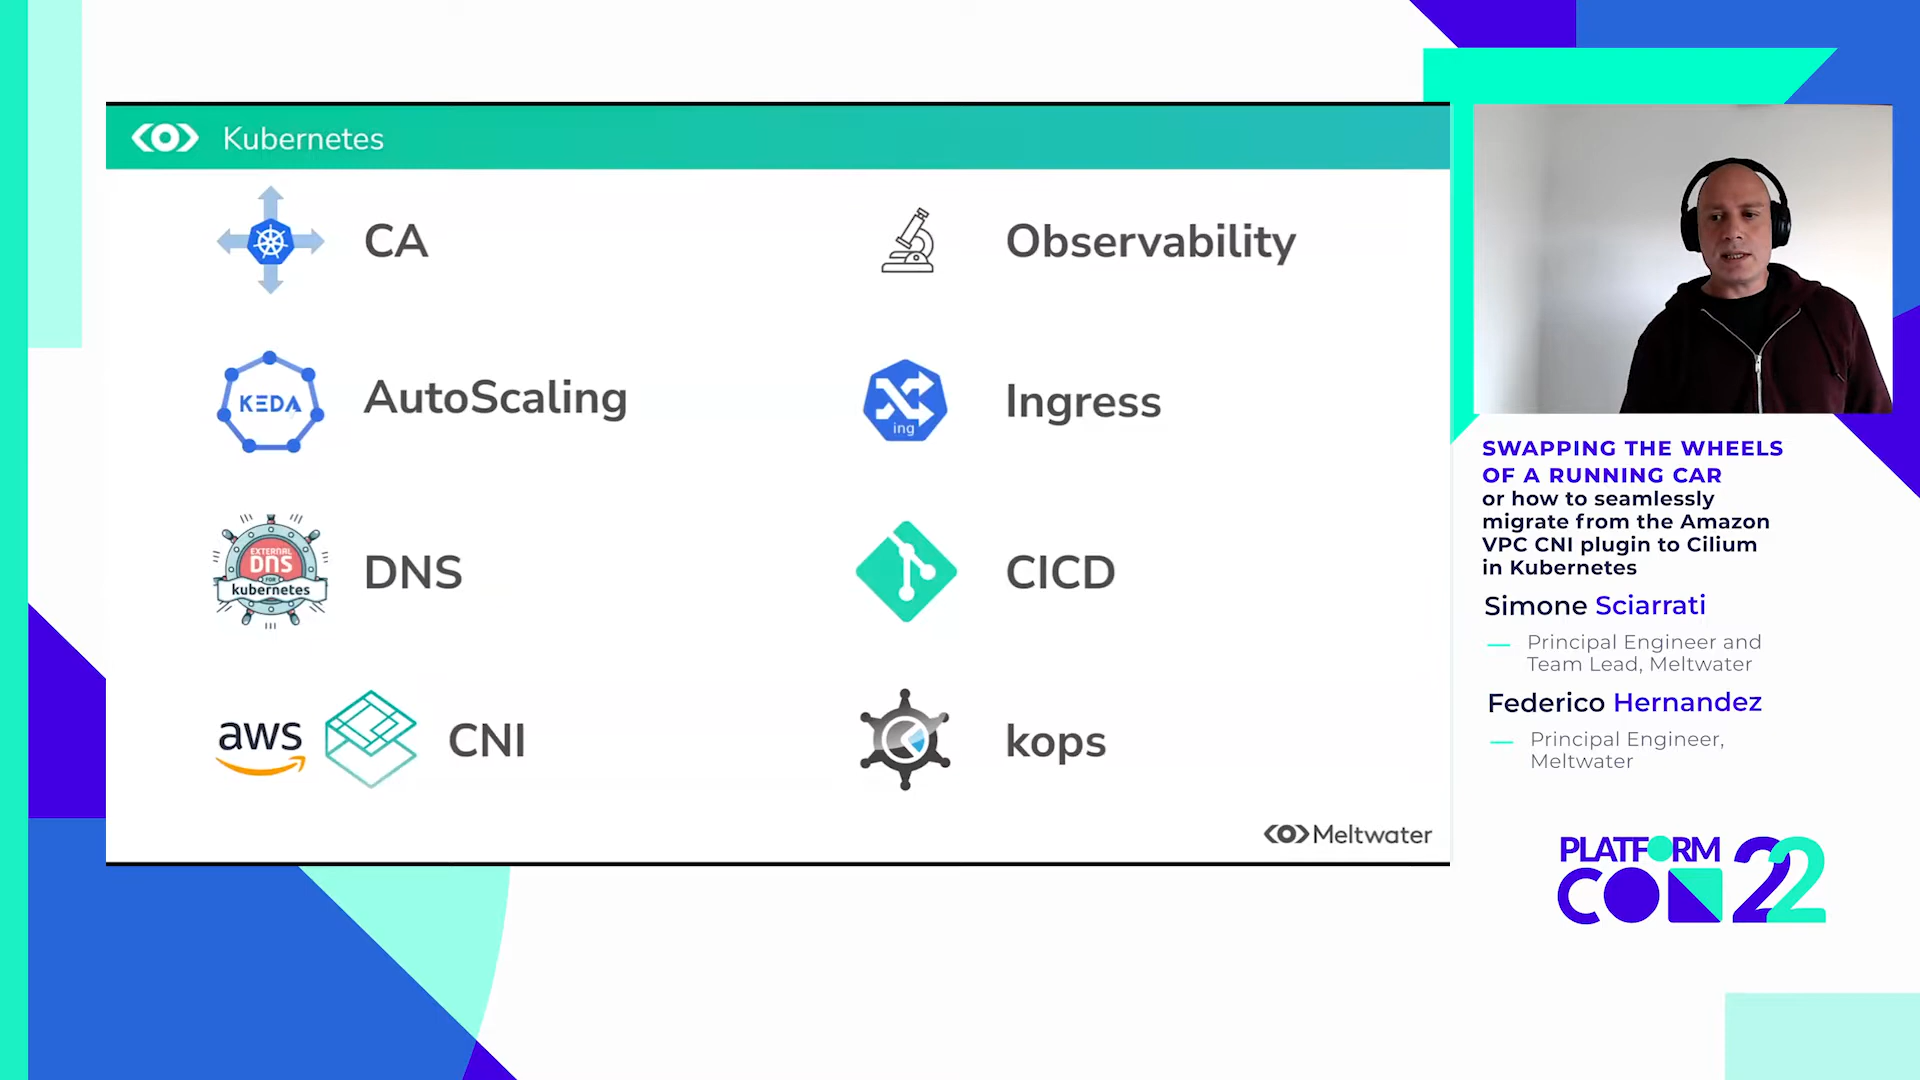 Kubernetes
CA
Observability
KEDA
AutoScaling
ing
Ingress
EXTERNAL
DNS
FOR
kubernetes
DNS
CICD
aws
CNI
kops
Meltwater
SWAPPING THE WHEELS
OF A RUNNING CAR
or how to seamlessly
migrate from the Amazon
VPC CNI plugin to Cilium
in Kubernetes
Simone Sciarrati
Principal Engineer and
Team Lead, Meltwater
Federico Hernandez
Principal Engineer,
Meltwater
PLATFORM
CON 22